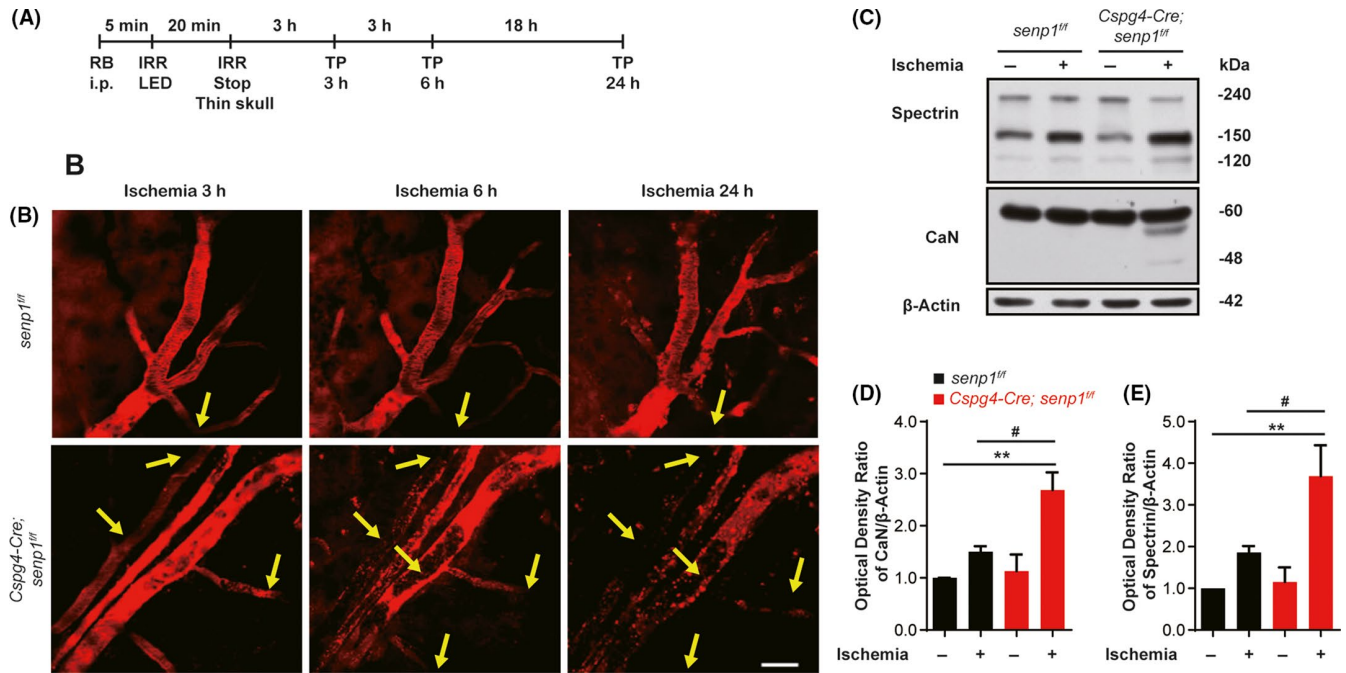 (A)
5 min 20 min 3 h 3 h 18 h
RB IRR IRR TP TP TP
i.p. LED Stop 3 h 6 h 24 h
Thin skull
B
(B)
Ischemia 3 h Ischemia 6 h Ischemia 24 h
senp1f/f
Cspg4-Cre;
senp1f/f
(C)
senp1f/f
Cspg4-Cre;
senp1f/f
Ischemia – + – + kDa
Spectrin
-240
-150
-120
CaN
-60
-48
β-Actin -42
senp1f/f
Cspg4-Cre; senp1f/f
(D)
Optical Density Ratio
of CaN/β-Actin
4.0
3.0
2.0
1.0
0.0
#
**
Ischemia – + – +
(E)
Optical Density Ratio
of Spectrin/β-Actin
5.0
4.0
3.0
2.0
1.0
0.0
#
**
Ischemia – + – +